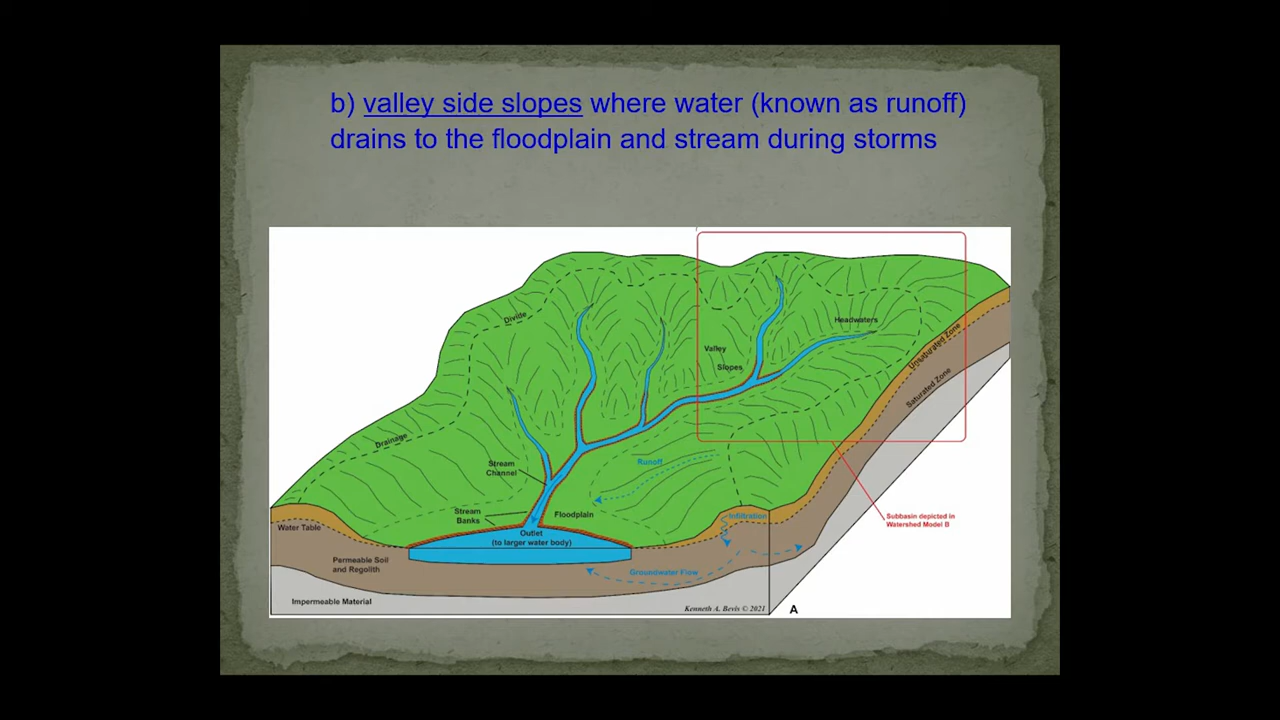 b) valley side slopes where water (known as runoff)
drains to the floodplain and stream during storms
Divide
Headwaters
Valley
Slopes
Unsaturated Zone
Saturated Zone
Drainage
Runoff
Stream
Channel
Stream
Banks
Floodplain
Infiltration
Subbasin depicted in
Watershed Model B
Water Table
Outlet
(to larger water body)
Permeable Soil
and Regolith
Groundwater Flow
Impermeable Material
Kenneth A. Bevis © 2021
A